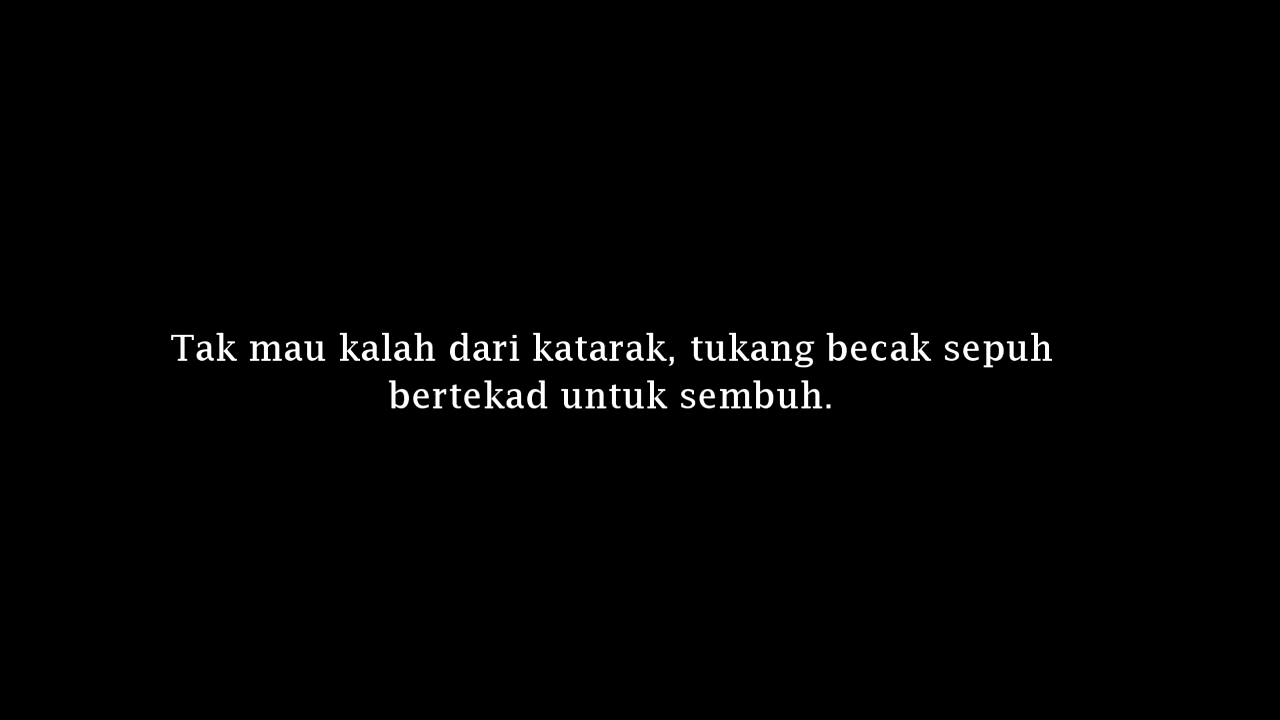 Tak mau kalah dari katarak, tukang becak sepuh
bertekad untuk sembuh.